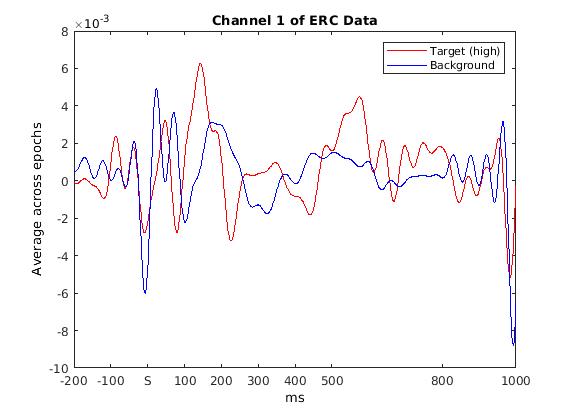 Channel 1 of ERC Data
×10⁻³
8
6
4
2
0
-2
-4
-6
-8
-10
Average across epochs
Target (high)
Background
-200 -100 S 100 200 300 400 500 800 1000
ms